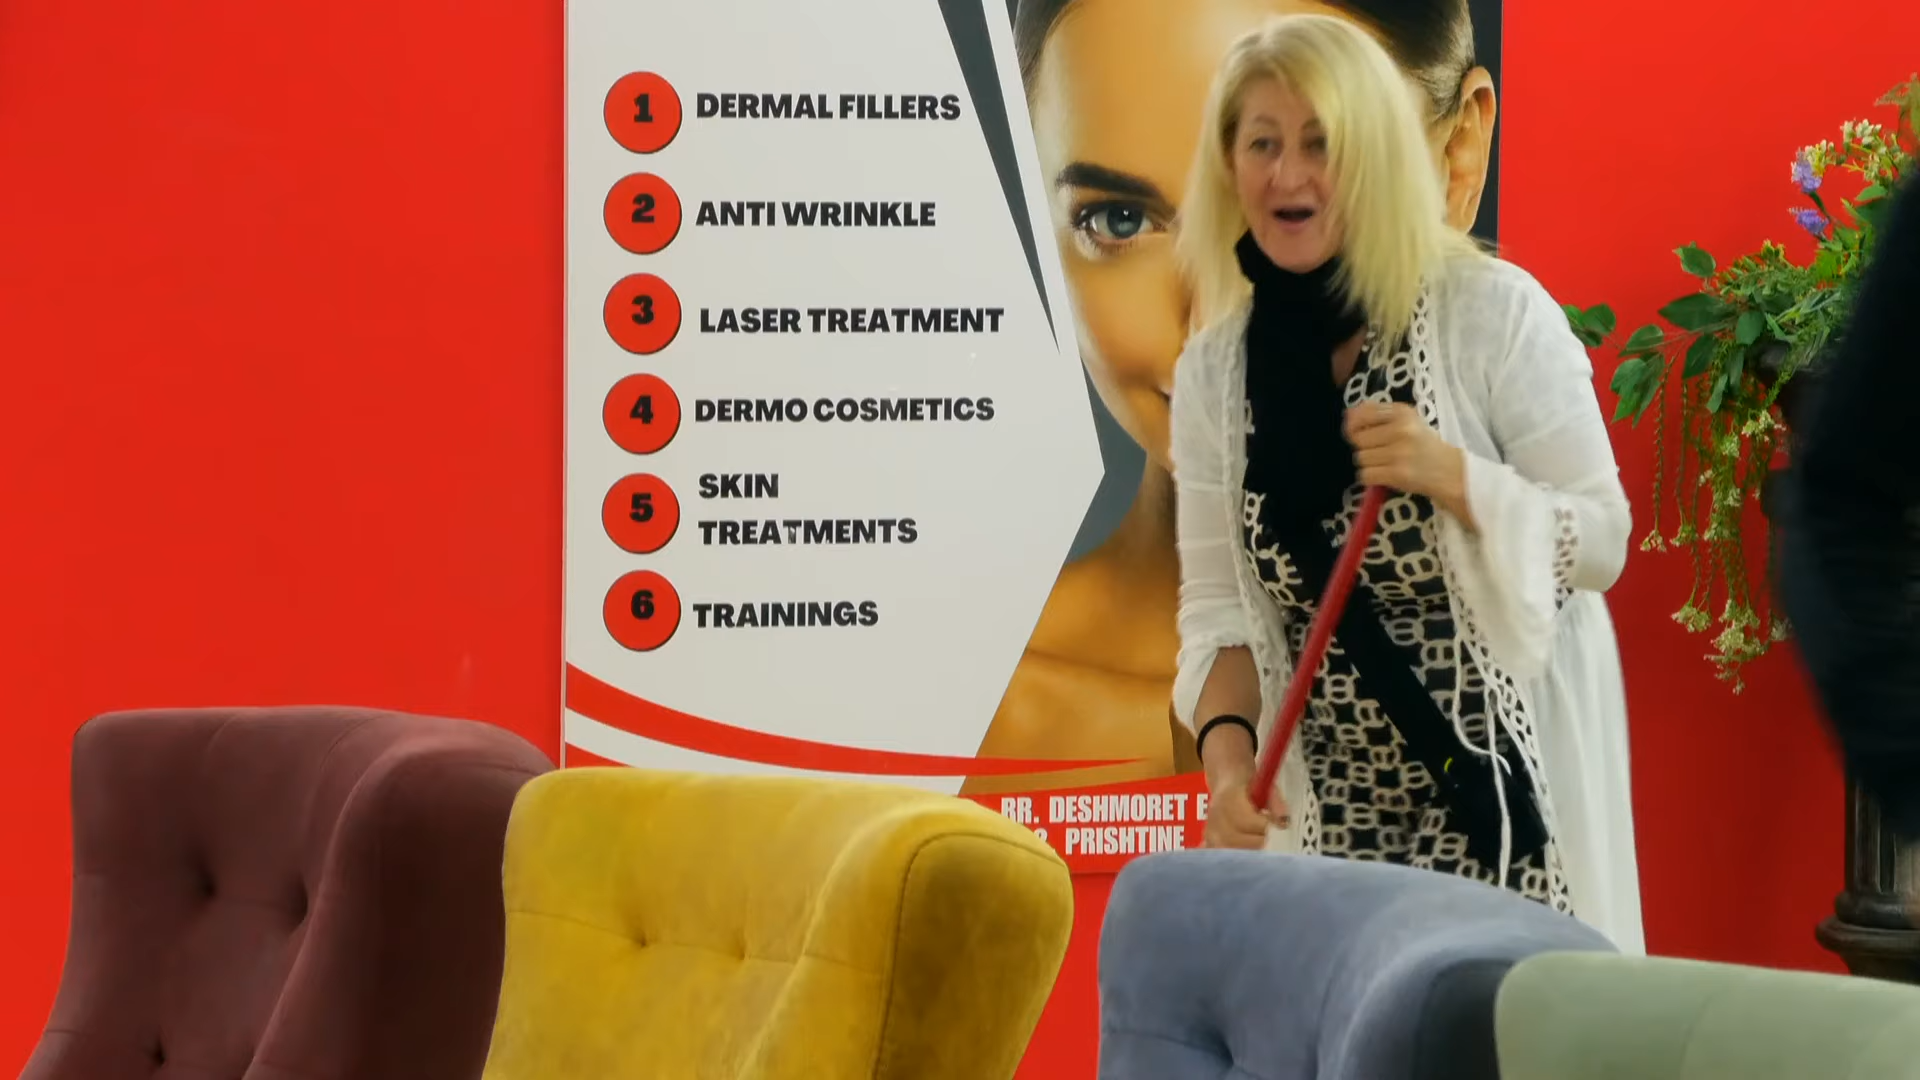 1 DERMAL FILLERS
2 ANTI WRINKLE
3 LASER TREATMENT
4 DERMO COSMETICS
5 SKIN
TREATMENTS
6 TRAININGS
RR. DESHMORET E
PRISHTINE